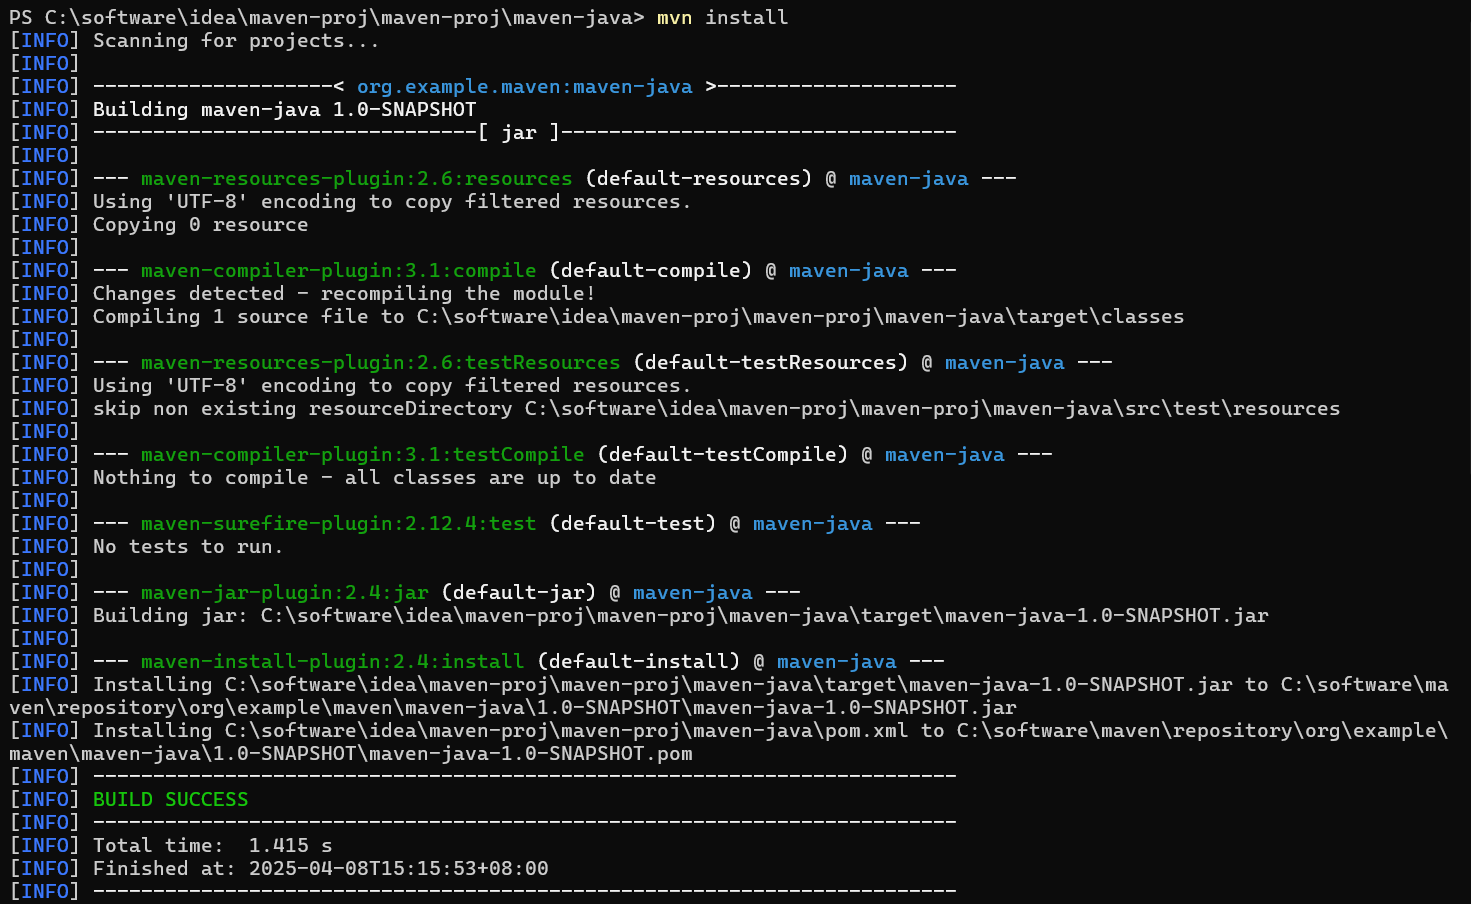 PS C:\software\idea\maven-proj\maven-proj\maven-java> mvn install
[INFO] Scanning for projects...
[INFO]
[INFO] --------------------< org.example.maven:maven-java >--------------------
[INFO] Building maven-java 1.0-SNAPSHOT
[INFO] --------------------------------[ jar ]---------------------------------
[INFO]
[INFO] --- maven-resources-plugin:2.6:resources (default-resources) @ maven-java ---
[INFO] Using 'UTF-8' encoding to copy filtered resources.
[INFO] Copying 0 resource
[INFO]
[INFO] --- maven-compiler-plugin:3.1:compile (default-compile) @ maven-java ---
[INFO] Changes detected - recompiling the module!
[INFO] Compiling 1 source file to C:\software\idea\maven-proj\maven-proj\maven-java\target\classes
[INFO]
[INFO] --- maven-resources-plugin:2.6:testResources (default-testResources) @ maven-java ---
[INFO] Using 'UTF-8' encoding to copy filtered resources.
[INFO] skip non existing resourceDirectory C:\software\idea\maven-proj\maven-proj\maven-java\src\test\resources
[INFO]
[INFO] --- maven-compiler-plugin:3.1:testCompile (default-testCompile) @ maven-java ---
[INFO] Nothing to compile - all classes are up to date
[INFO]
[INFO] --- maven-surefire-plugin:2.12.4:test (default-test) @ maven-java ---
[INFO] No tests to run.
[INFO]
[INFO] --- maven-jar-plugin:2.4:jar (default-jar) @ maven-java ---
[INFO] Building jar: C:\software\idea\maven-proj\maven-proj\maven-java\target\maven-java-1.0-SNAPSHOT.jar
[INFO]
[INFO] --- maven-install-plugin:2.4:install (default-install) @ maven-java ---
[INFO] Installing C:\software\idea\maven-proj\maven-proj\maven-java\target\maven-java-1.0-SNAPSHOT.jar to C:\software\ma
ven\repository\org\example\maven\maven-java\1.0-SNAPSHOT\maven-java-1.0-SNAPSHOT.jar
[INFO] Installing C:\software\idea\maven-proj\maven-proj\maven-java\pom.xml to C:\software\maven\repository\org\example\
maven\maven-java\1.0-SNAPSHOT\maven-java-1.0-SNAPSHOT.pom
[INFO] ------------------------------------------------------------------------
[INFO] BUILD SUCCESS
[INFO] ------------------------------------------------------------------------
[INFO] Total time:  1.415 s
[INFO] Finished at: 2025-04-08T15:15:53+08:00
[INFO] ------------------------------------------------------------------------